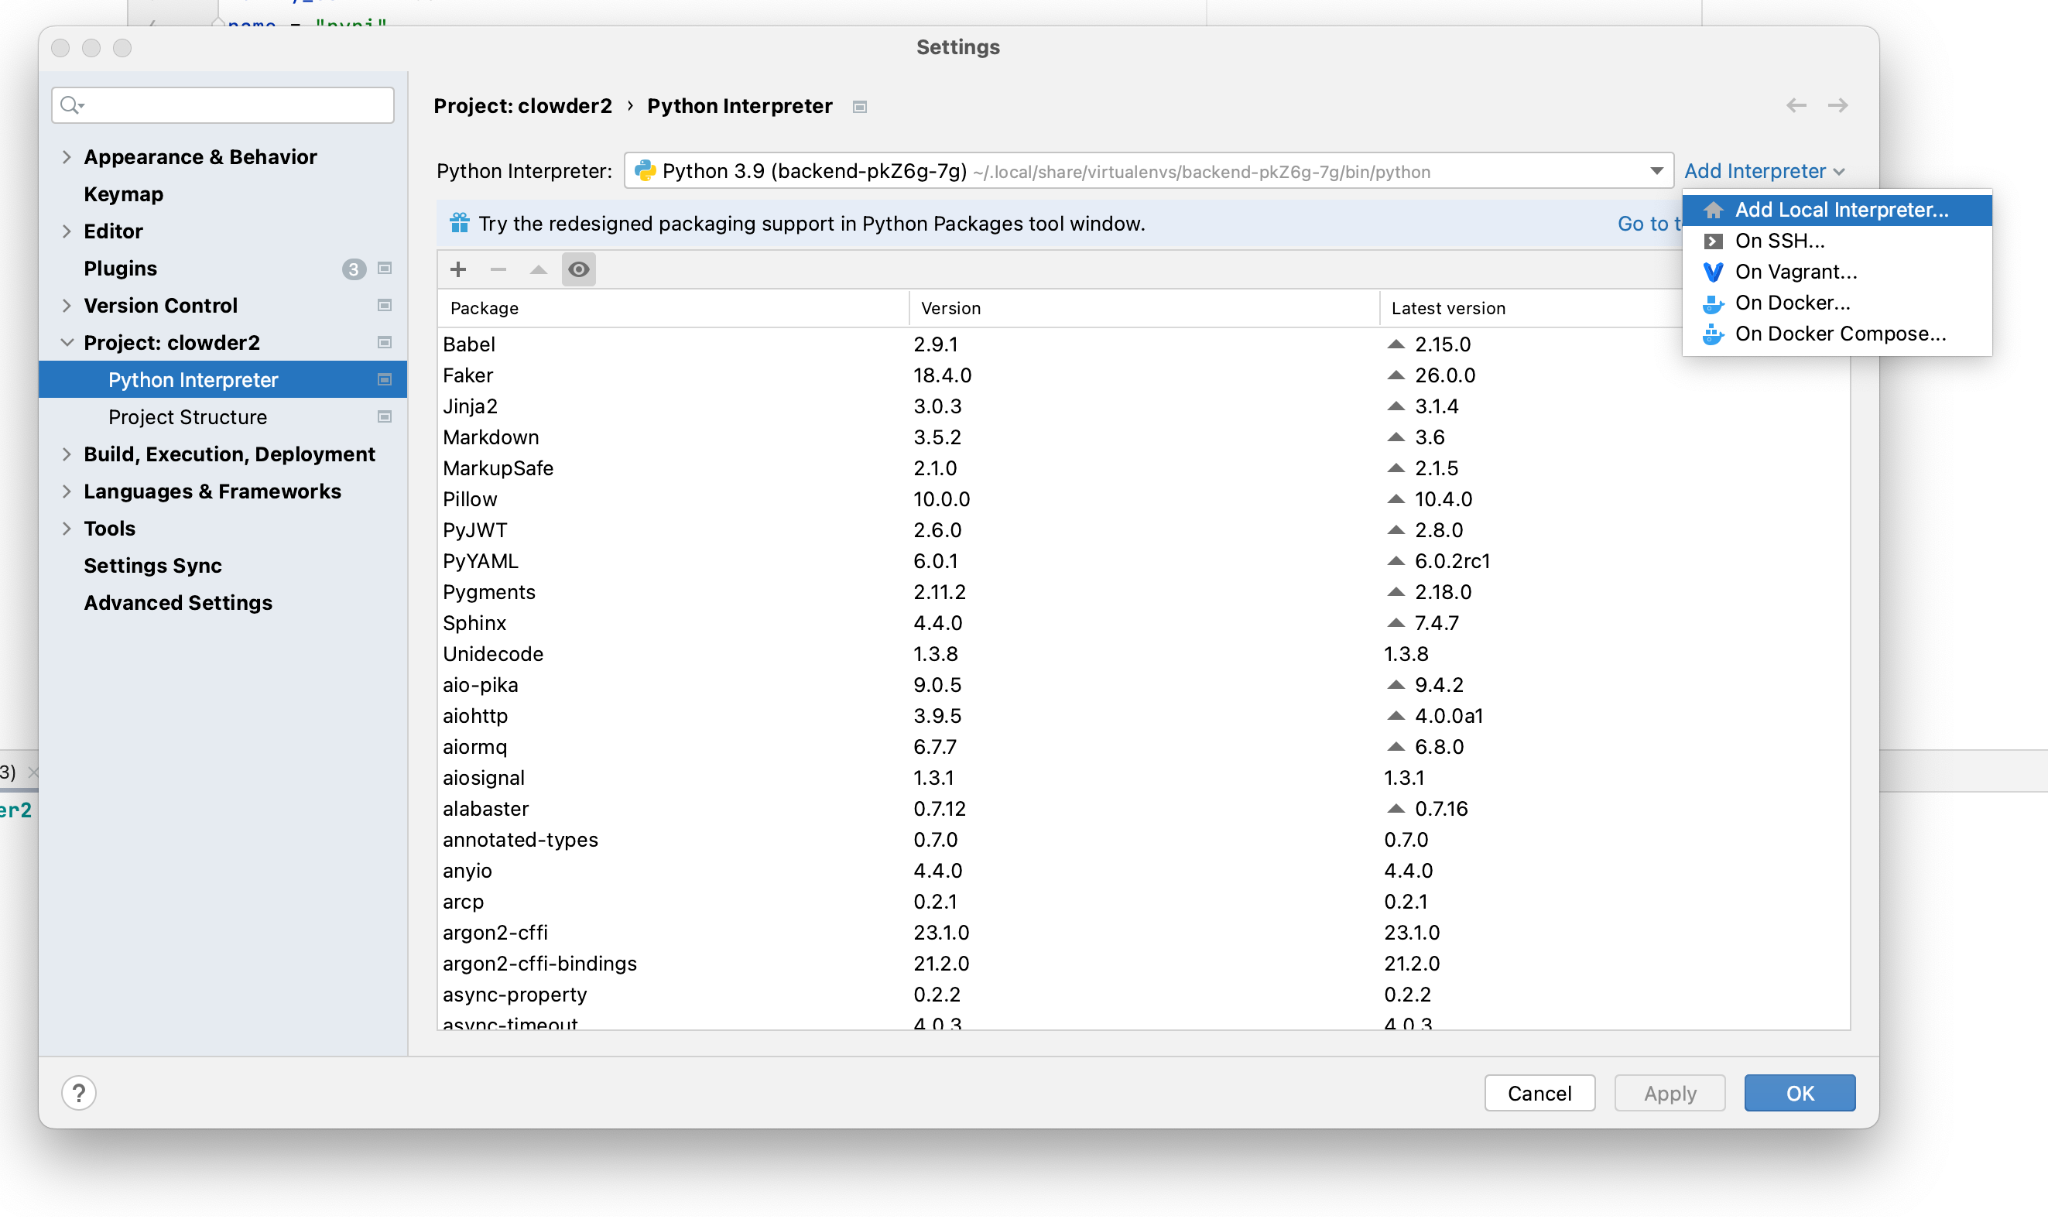 name = "pypi"
Settings
Project: clowder2 › Python Interpreter
Appearance & Behavior
Keymap
Editor
Plugins 3
Version Control
Project: clowder2
Python Interpreter
Project Structure
Build, Execution, Deployment
Languages & Frameworks
Tools
Settings Sync
Advanced Settings
Python Interpreter: Python 3.9 (backend-pkZ6g-7g) ~/.local/share/virtualenvs/backend-pkZ6g-7g/bin/python Add Interpreter
Add Local Interpreter...
On SSH...
On Vagrant...
On Docker...
On Docker Compose...
Try the redesigned packaging support in Python Packages tool window. Go to t
Package Version Latest version
Babel 2.9.1 2.15.0
Faker 18.4.0 26.0.0
Jinja2 3.0.3 3.1.4
Markdown 3.5.2 3.6
MarkupSafe 2.1.0 2.1.5
Pillow 10.0.0 10.4.0
PyJWT 2.6.0 2.8.0
PyYAML 6.0.1 6.0.2rc1
Pygments 2.11.2 2.18.0
Sphinx 4.4.0 7.4.7
Unidecode 1.3.8 1.3.8
aio-pika 9.0.5 9.4.2
aiohttp 3.9.5 4.0.0a1
aiormq 6.7.7 6.8.0
aiosignal 1.3.1 1.3.1
alabaster 0.7.12 0.7.16
annotated-types 0.7.0 0.7.0
anyio 4.4.0 4.4.0
arcp 0.2.1 0.2.1
argon2-cffi 23.1.0 23.1.0
argon2-cffi-bindings 21.2.0 21.2.0
async-property 0.2.2 0.2.2
async-timeout 4.0.3 4.0.3
3)
er2
?
Cancel Apply OK